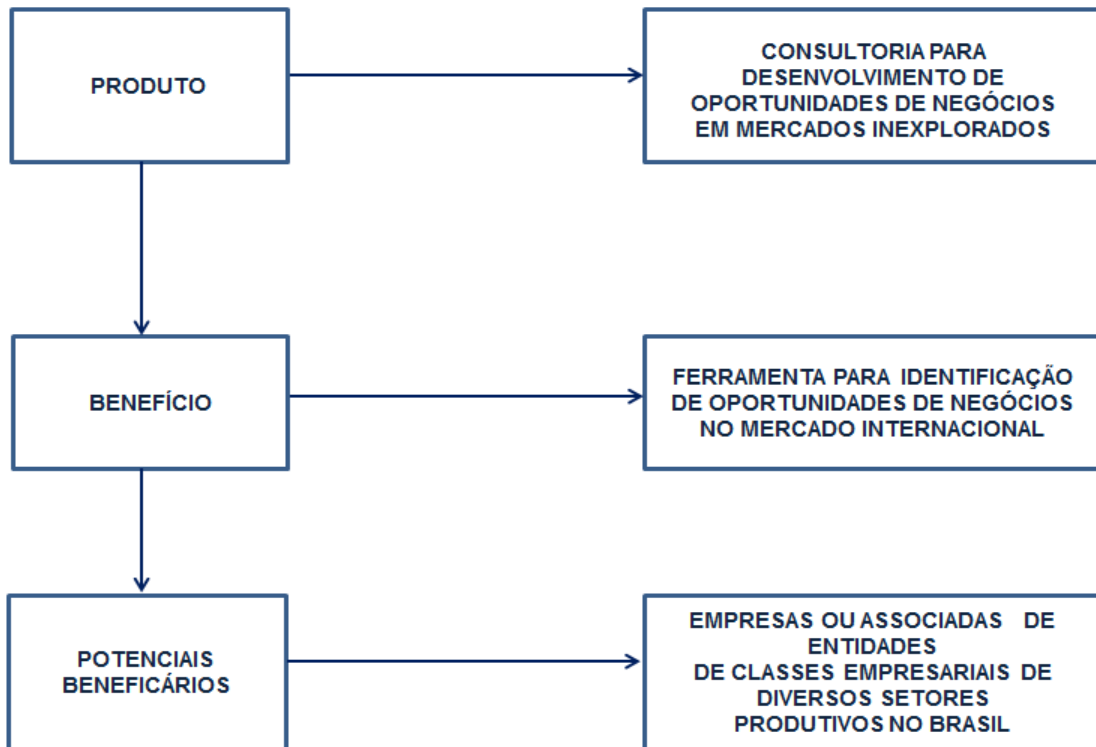 PRODUTO
CONSULTORIA PARA
DESENVOLVIMENTO DE
OPORTUNIDADES DE NEGÓCIOS
EM MERCADOS INEXPLORADOS
BENEFÍCIO
FERRAMENTA PARA IDENTIFICAÇÃO
DE OPORTUNIDADES DE NEGÓCIOS
NO MERCADO INTERNACIONAL
POTENCIAIS
BENEFICÁRIOS
EMPRESAS OU ASSOCIADAS DE
ENTIDADES
DE CLASSES EMPRESARIAIS DE
DIVERSOS SETORES
PRODUTIVOS NO BRASIL